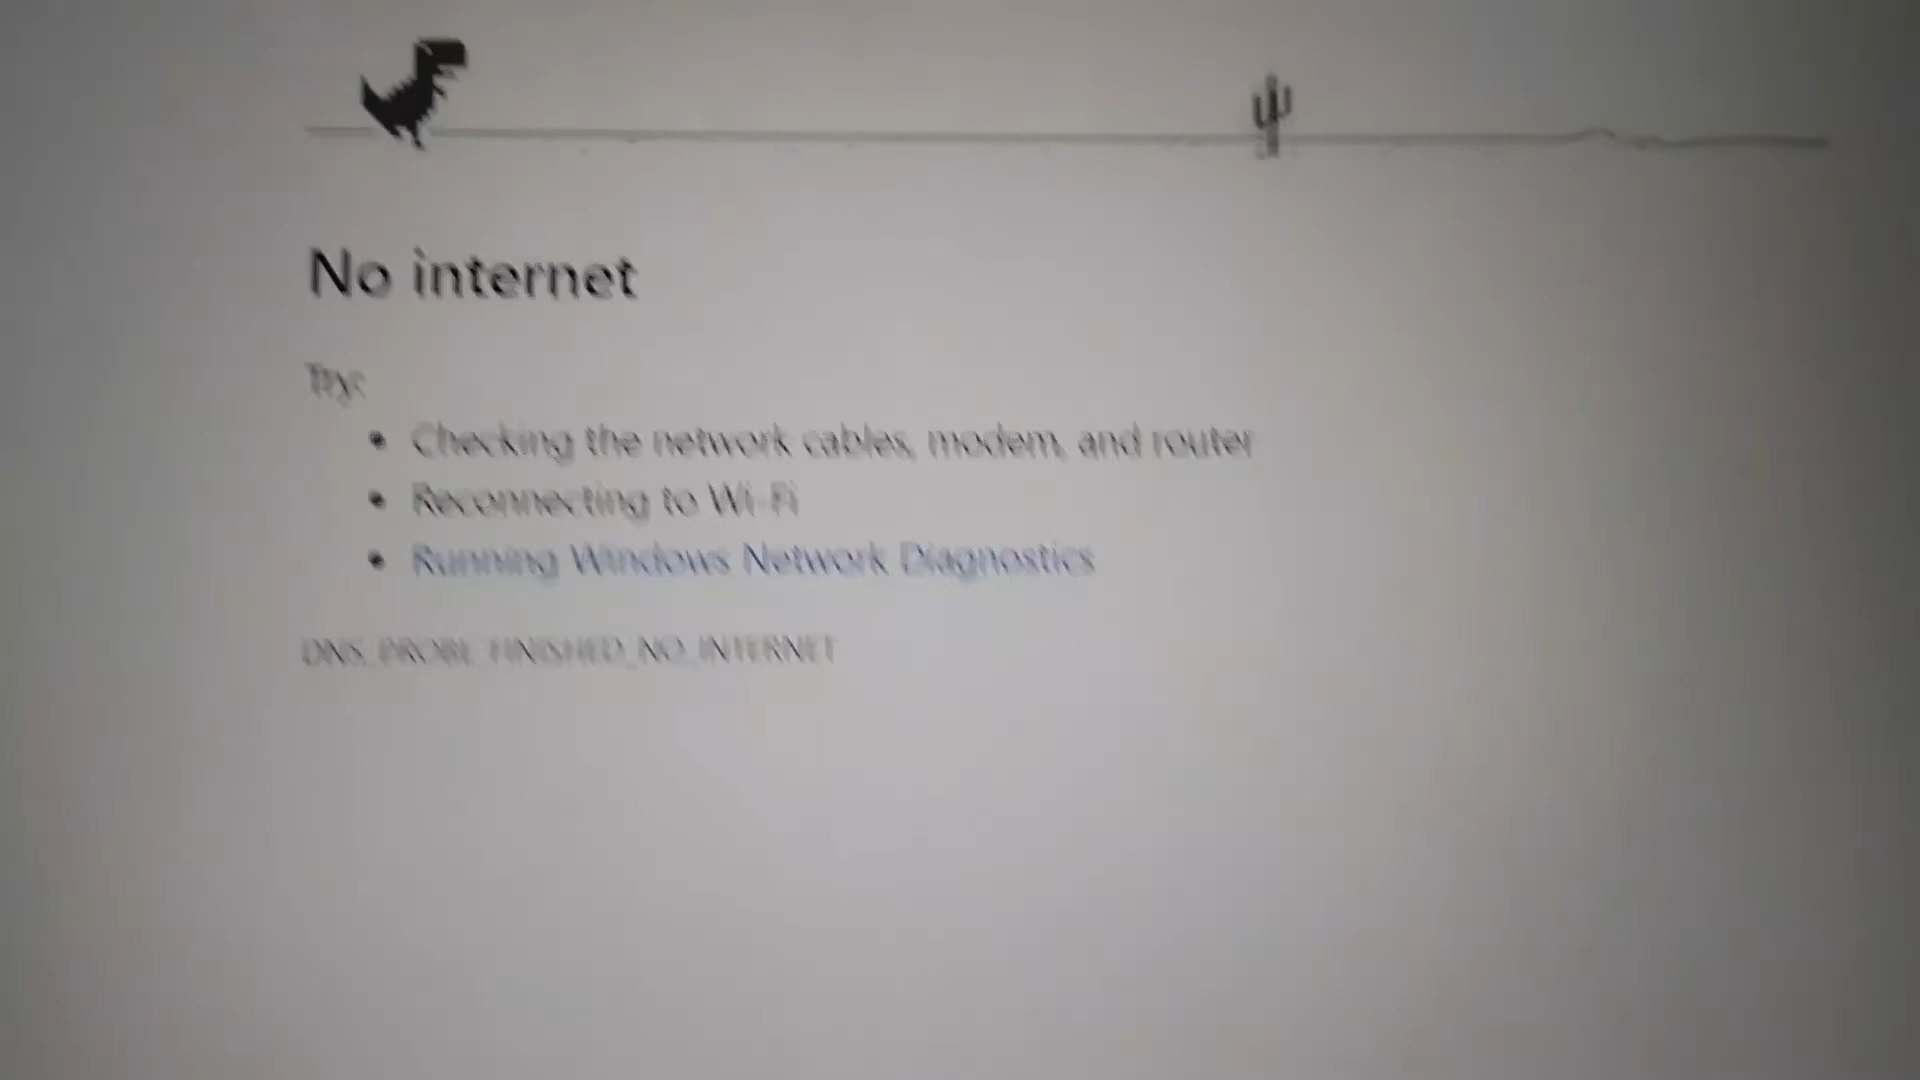 No internet
Try:
Checking the network cables, modem, and router
Reconnecting to Wi-Fi
Running Windows Network Diagnostics
DNS_PROBE_FINISHED_NO_INTERNET